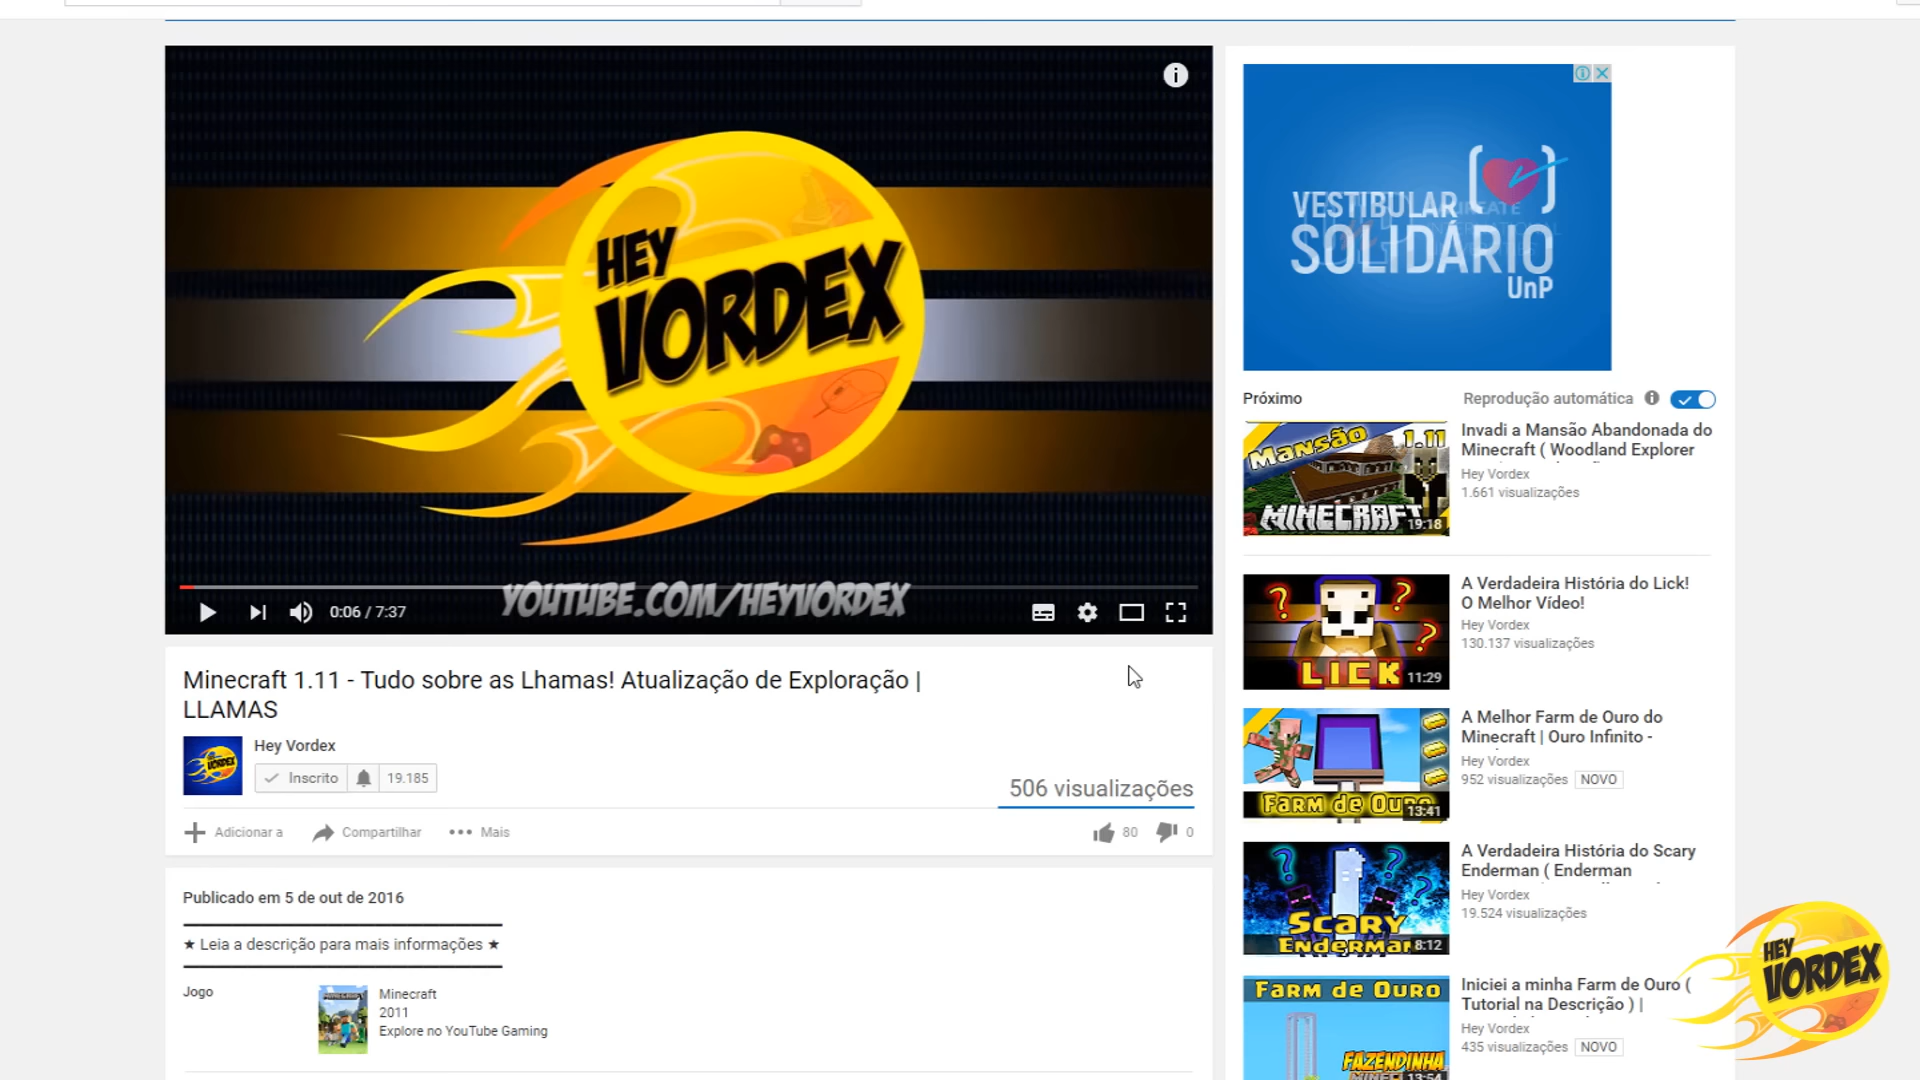 HEY
VORDEX
YOUTUBE.COM/HEYVORDEX
0:06 / 7:37
Minecraft 1.11 - Tudo sobre as Lhamas! Atualização de Exploração |
LLAMAS
Hey Vordex
Inscrito
19.185
506 visualizações
Adicionar a
Compartilhar
Mais
80
0
Publicado em 5 de out de 2016
★ Leia a descrição para mais informações ★
Jogo
Minecraft
2011
Explore no YouTube Gaming
VESTIBULAR
SOLIDÁRIO
UnP
Próximo
Reprodução automática
Mansão
1.11
MINECRAFT
19:18
Invadi a Mansão Abandonada do
Minecraft ( Woodland Explorer
Hey Vordex
1.661 visualizações
LICK
11:29
A Verdadeira História do Lick!
O Melhor Vídeo!
Hey Vordex
130.137 visualizações
Farm de Ouro
13:41
A Melhor Farm de Ouro do
Minecraft | Ouro Infinito -
Hey Vordex
952 visualizações NOVO
Scary
Enderman
8:12
A Verdadeira História do Scary
Enderman ( Enderman
Hey Vordex
19.524 visualizações
Farm de Ouro
FAZENDINHA
13:54
Iniciei a minha Farm de Ouro (
Tutorial na Descrição ) |
Hey Vordex
435 visualizações NOVO
HEY
VORDEX